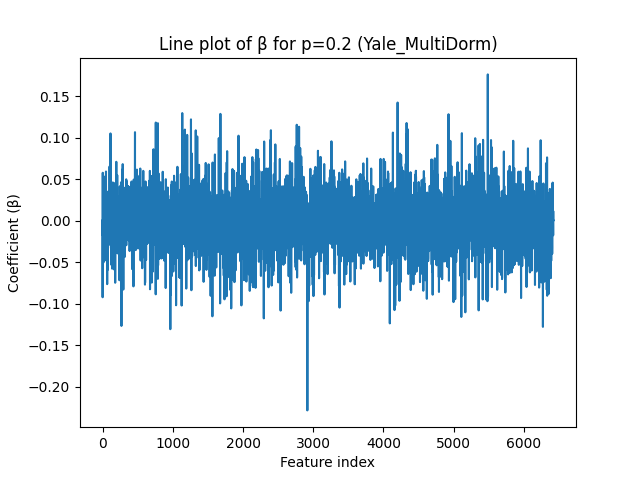 Line plot of β for p=0.2 (Yale_MultiDorm)
0.15
0.10
0.05
0.00
−0.05
−0.10
−0.15
−0.20
Coefficient (β)
0 1000 2000 3000 4000 5000 6000
Feature index